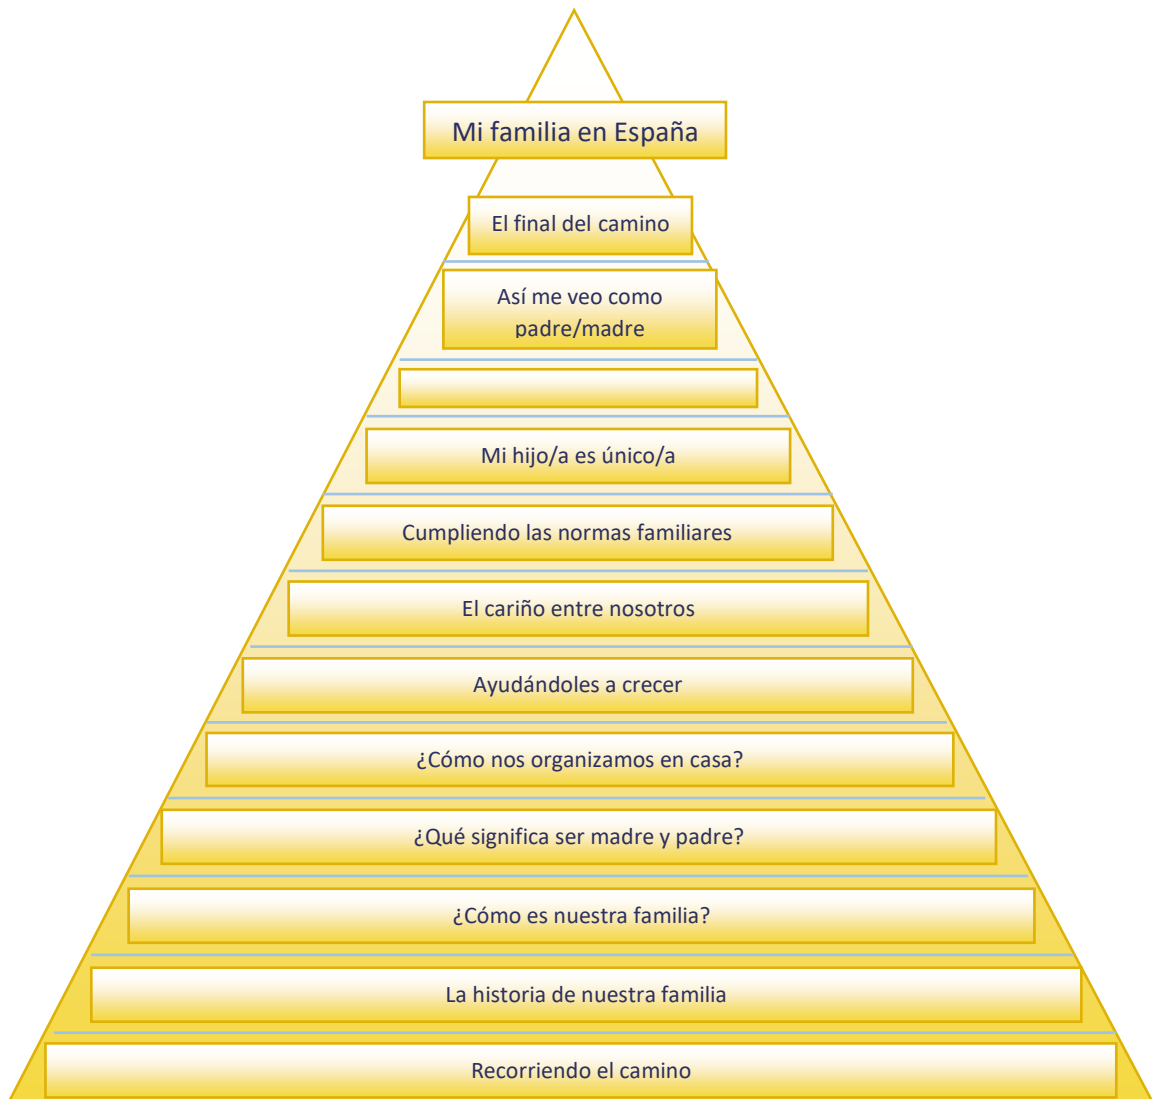 Mi familia en España
El final del camino
Así me veo como
padre/madre
Mi hijo/a es único/a
Cumpliendo las normas familiares
El cariño entre nosotros
Ayudándoles a crecer
¿Cómo nos organizamos en casa?
¿Qué significa ser madre y padre?
¿Cómo es nuestra familia?
La historia de nuestra familia
Recorriendo el camino